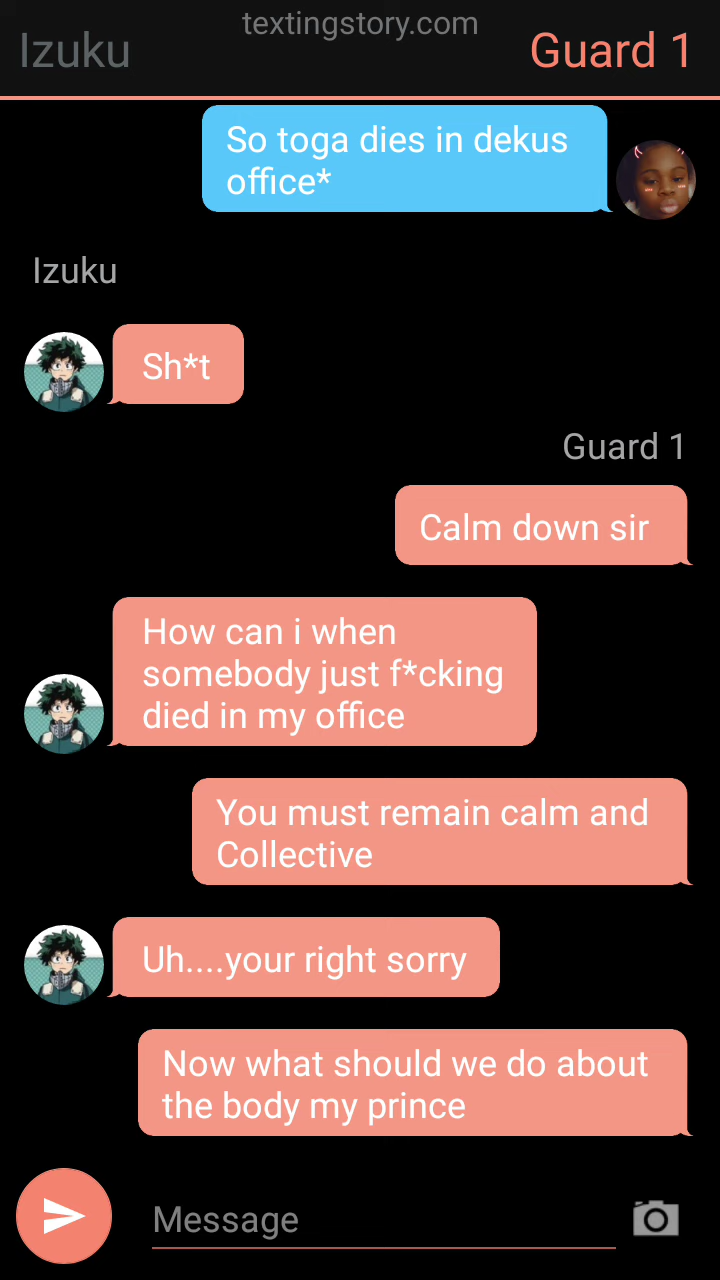 textingstory.com
Izuku
Guard 1
So toga dies in dekus
office*
Izuku
Sh*t
Guard 1
Calm down sir
How can i when
somebody just f*cking
died in my office
You must remain calm and
Collective
Uh....your right sorry
Now what should we do about
the body my prince
Message